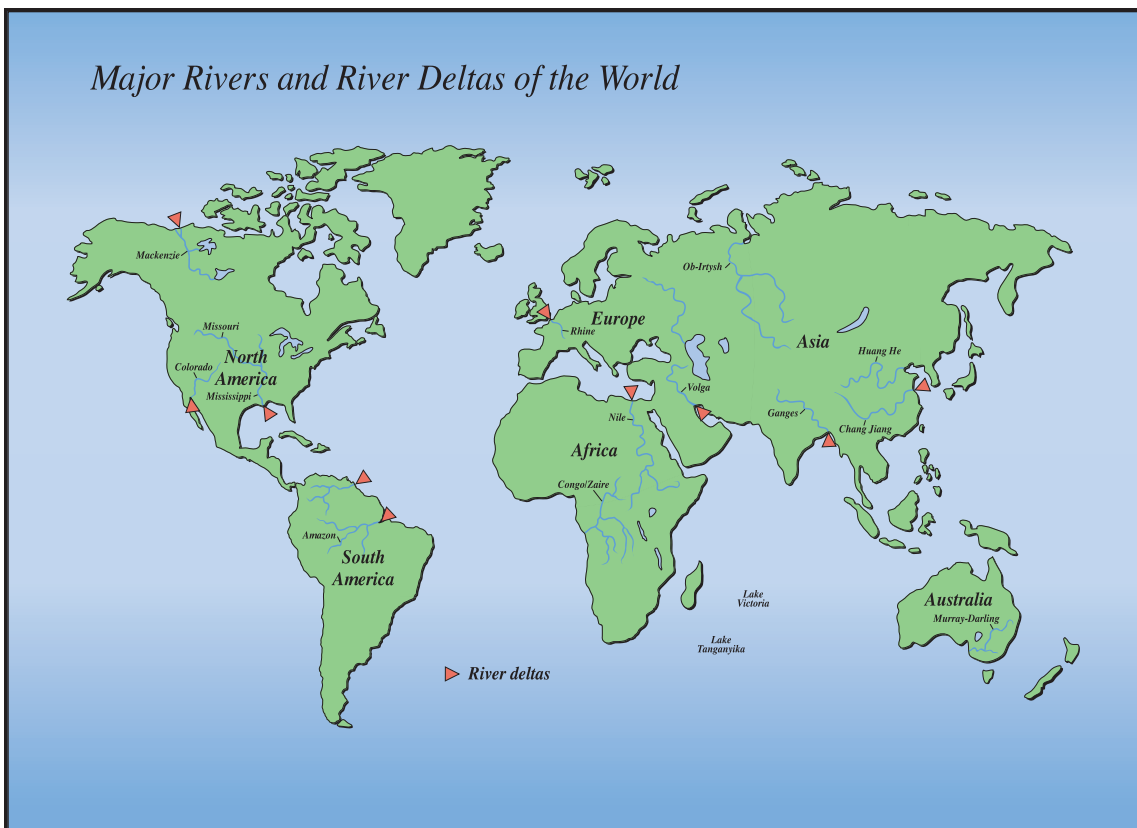 Major Rivers and River Deltas of the World
Mackenzie
Ob-Irtysh
Missouri
North
America
Colorado
Mississippi
Europe
Rhine
Asia
Huang He
Volga
Ganges
Chang Jiang
Nile
Africa
Congo/Zaire
Amazon
South
America
Lake
Victoria
Lake
Tanganyika
Australia
Murray-Darling
River deltas